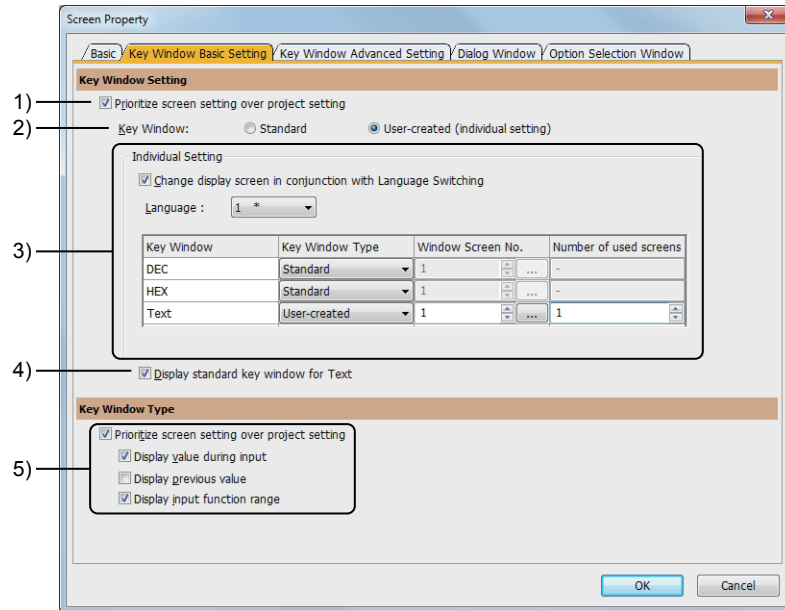 Screen Property
Basic Key Window Basic Setting Key Window Advanced Setting Dialog Window Option Selection Window
Key Window Setting
1) Prioritize screen setting over project setting
2) Key Window: Standard User-created (individual setting)
Individual Setting
Change display screen in conjunction with Language Switching
Language : 1 *
3)
Key Window Key Window Type Window Screen No. Number of used screens
DEC Standard 1 ... -
HEX Standard 1 ... -
Text User-created 1 ... 1
4) Display standard key window for Text
Key Window Type
Prioritize screen setting over project setting
5) Display value during input
Display previous value
Display input function range
OK Cancel